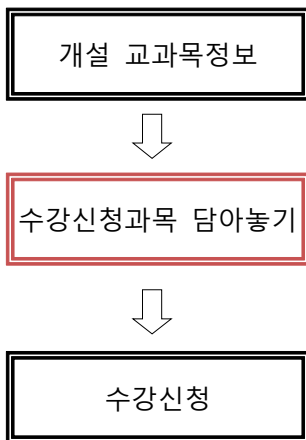 개설 교과목정보
수강신청과목 담아놓기
수강신청